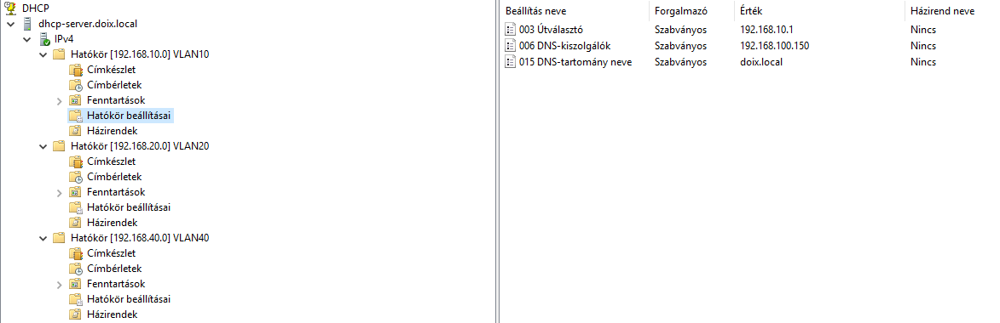 DHCP
dhcp-server.doix.local
IPv4
Hatókör [192.168.10.0] VLAN10
Címkészlet
Címbérletek
Fenntartások
Hatókör beállításai
Házirendek
Hatókör [192.168.20.0] VLAN20
Címkészlet
Címbérletek
Fenntartások
Hatókör beállításai
Házirendek
Hatókör [192.168.40.0] VLAN40
Címkészlet
Címbérletek
Fenntartások
Hatókör beállításai
Házirendek
Beállítás neve Forgalmazó Érték Házirend neve
003 Útválasztó Szabványos 192.168.10.1 Nincs
006 DNS-kiszolgálók Szabványos 192.168.100.150 Nincs
015 DNS-tartomány neve Szabványos doix.local Nincs